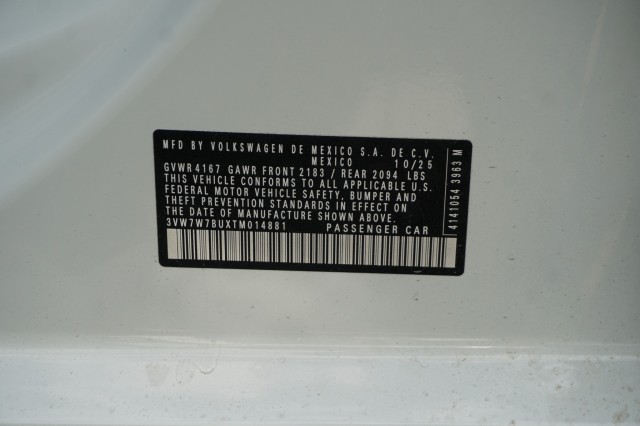 MFD BY VOLKSWAGEN DE MEXICO S.A. DE C.V.
MEXICO 10/25
GVWR 4167 GAWR FRONT 2183 / REAR 2094 LBS
THIS VEHICLE CONFORMS TO ALL APPLICABLE U.S.
FEDERAL MOTOR VEHICLE SAFETY, BUMPER AND
THEFT PREVENTION STANDARDS IN EFFECT ON THE
DATE OF MANUFACTURE SHOWN ABOVE.
3VW7W7BUXTM014881 PASSENGER CAR
4141054 3963 M